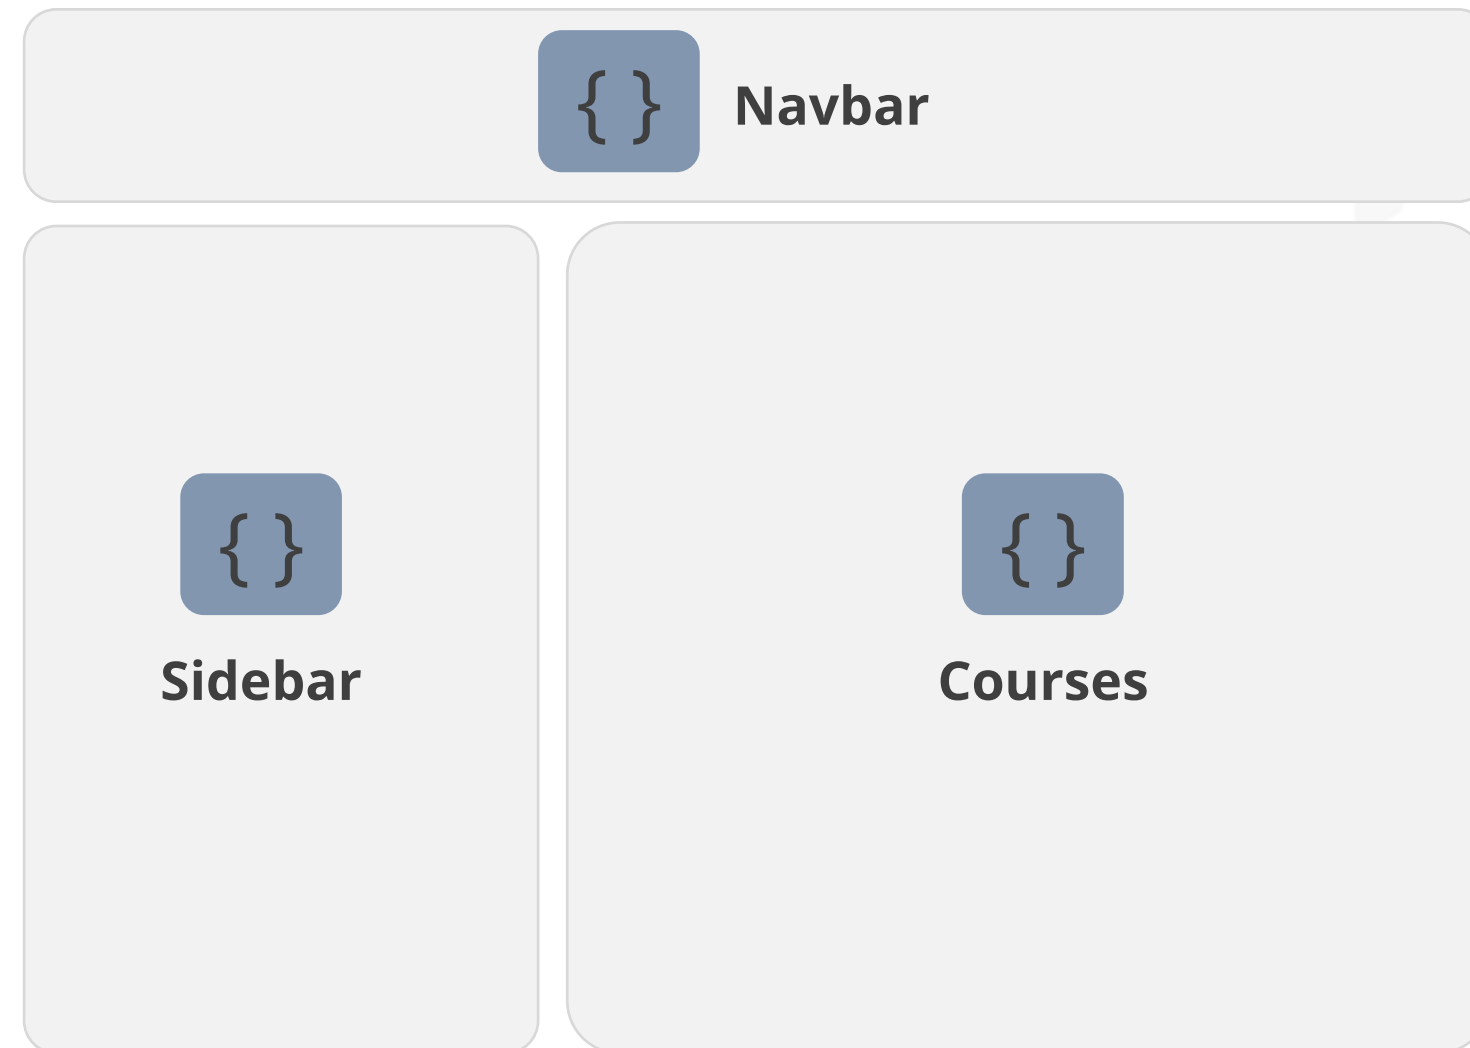 { } Navbar
{ }
{ }
Sidebar
Courses